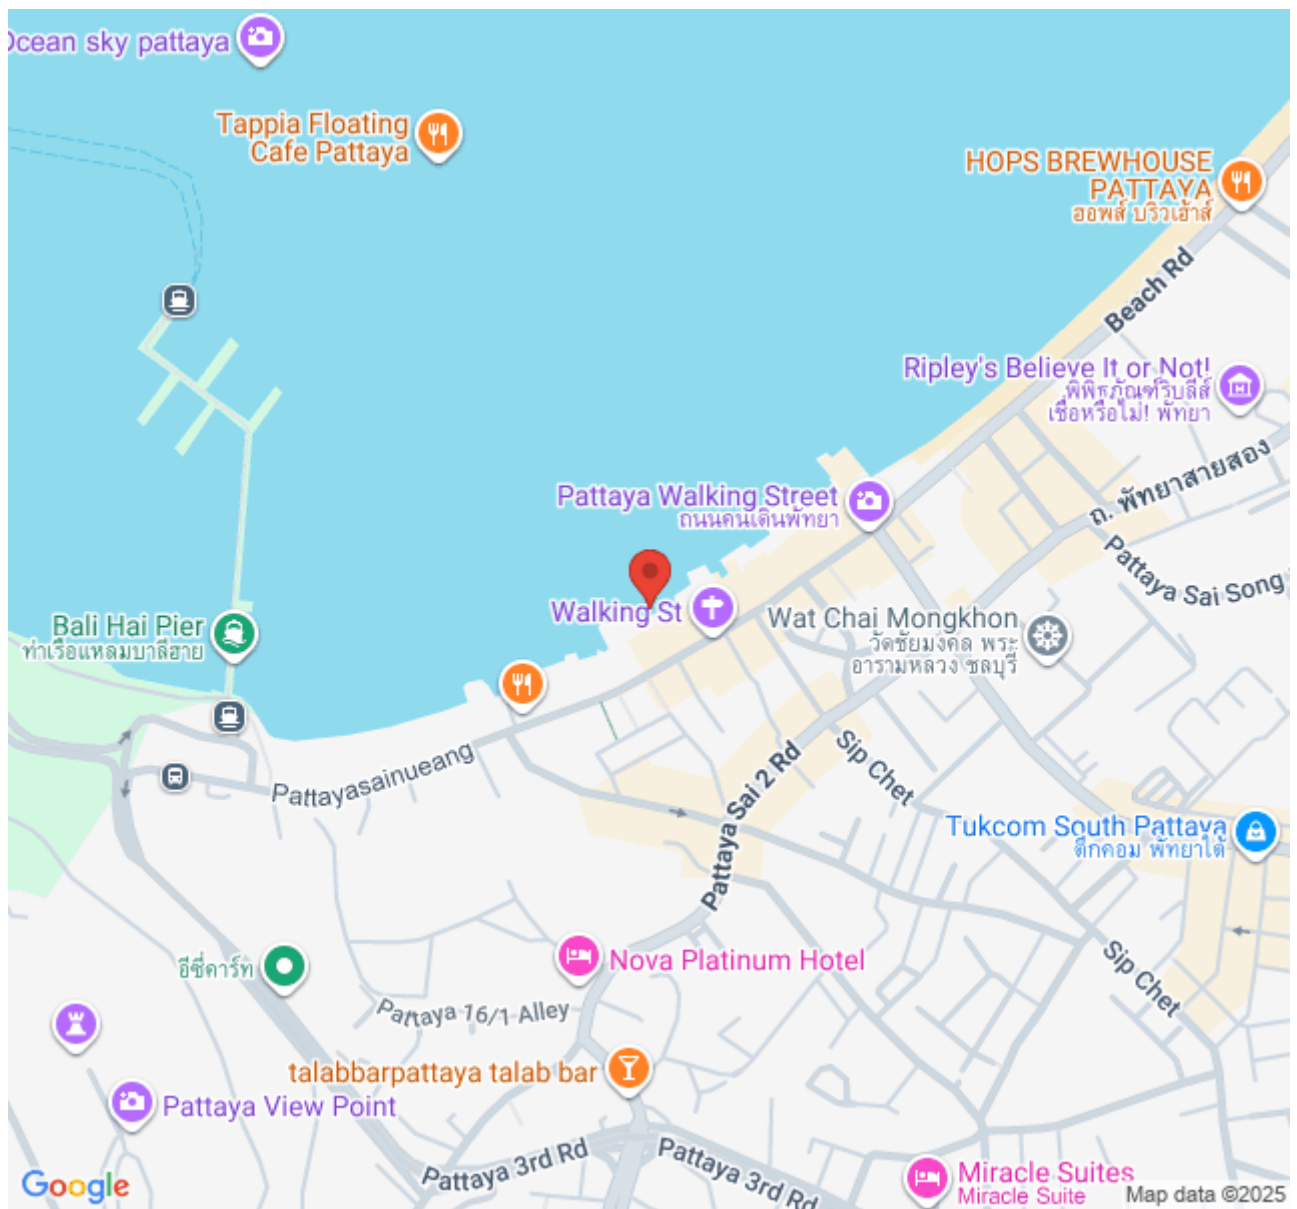 Ocean sky pattaya
Tappia Floating
Cafe Pattaya
HOPS BREWHOUSE
PATTAYA
ฮอพส์ บริวเฮ้าส์
Beach Rd
Ripley's Believe It or Not!
พิพิธภัณฑ์ริบลีส์
เชื่อหรือไม่! พัทยา
ถ. พัทยาสายสอง
Pattaya Walking Street
ถนนคนเดินพัทยา
Pattaya Sai Song
Walking St
Wat Chai Mongkhon
วัดชัยมงคล พระ
อารามหลวง ชลบุรี
Bali Hai Pier
ท่าเรือแหลมบาลีฮาย
Pattayasainueang
Sip Chet
Pattaya Sai 2 Rd
Tukcom South Pattaya
ตึกคอม พัทยาใต้
Nova Platinum Hotel
อีซี่คาร์ท
Sip Chet
Pattaya 16/1 Alley
talabbarpattaya talab bar
Pattaya View Point
Pattaya 3rd Rd
Pattaya 3rd Rd
Miracle Suites
Miracle Suite
Google
Map data ©2025